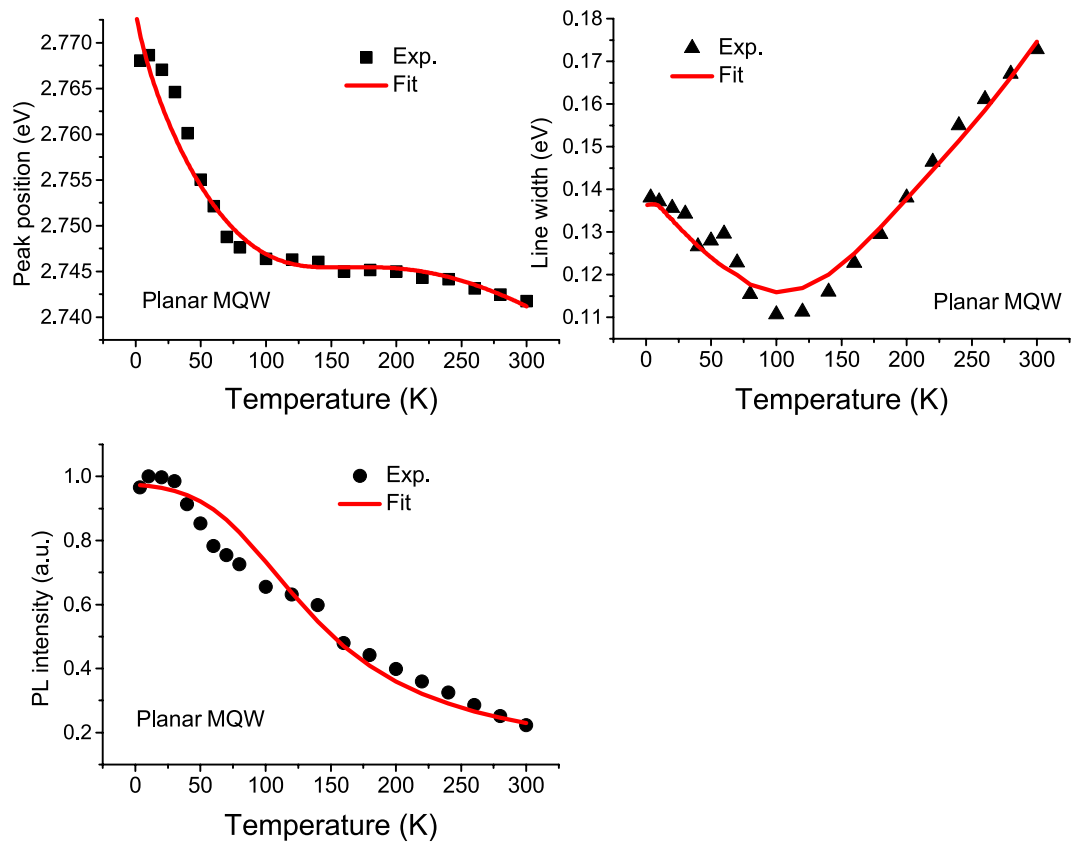 2.770
2.765
2.760
2.755
2.750
2.745
2.740
Peak position (eV)
Exp.
Fit
Planar MQW
0 50 100 150 200 250 300
Temperature (K)
0.18
0.17
0.16
0.15
0.14
0.13
0.12
0.11
Line width (eV)
Exp.
Fit
Planar MQW
0 50 100 150 200 250 300
Temperature (K)
1.0
0.8
0.6
0.4
0.2
PL intensity (a.u.)
Exp.
Fit
Planar MQW
0 50 100 150 200 250 300
Temperature (K)